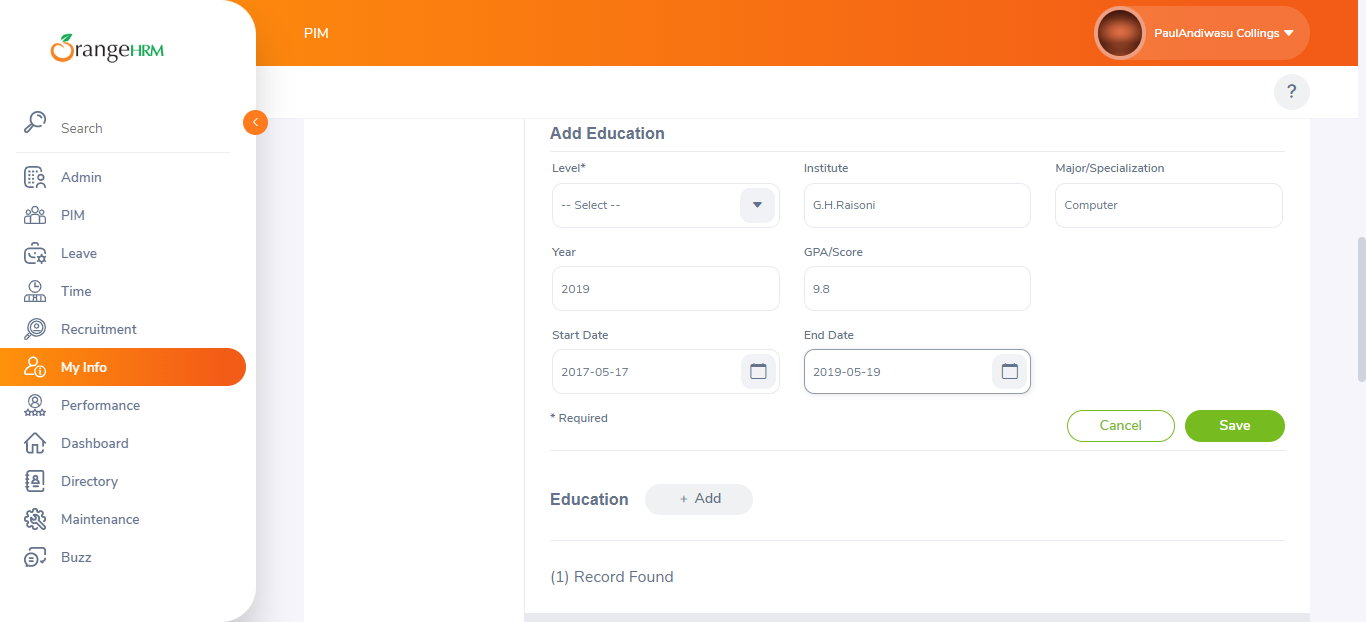 OrangeHRM
PIM
PaulAndiwasu Collings
?
Search
Admin
PIM
Leave
Time
Recruitment
My Info
Performance
Dashboard
Directory
Maintenance
Buzz
Add Education
Level*
Institute
Major/Specialization
-- Select --
G.H.Raisoni
Computer
Year
GPA/Score
2019
9.8
Start Date
End Date
2017-05-17
2019-05-19
* Required
Cancel
Save
Education
+ Add
(1) Record Found